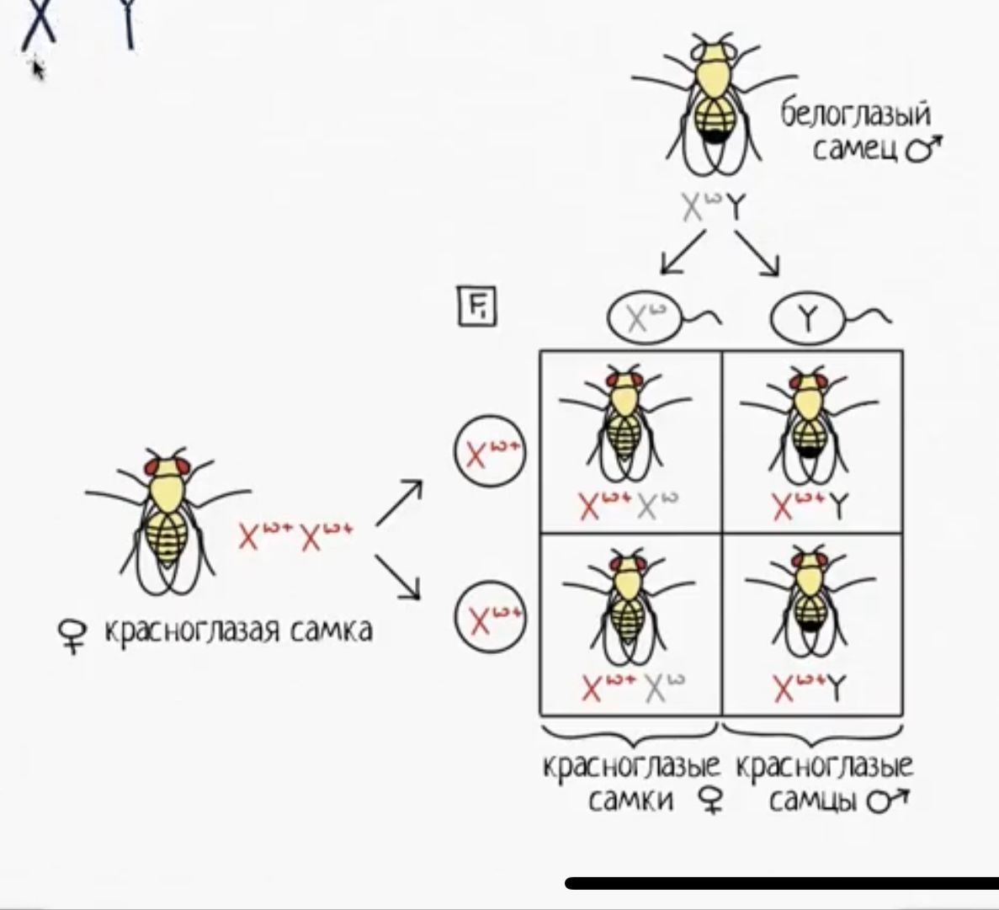 X Y
белоглазый
самец ♂
XʷY
F₁
Xʷ Y
Xʷ⁺
Xʷ⁺Xʷ Xʷ⁺Y
Xʷ⁺Xʷ⁺
♀ красноглазая самка
Xʷ⁺
Xʷ⁺Xʷ Xʷ⁺Y
красноглазые красноглазые
самки ♀ самцы ♂